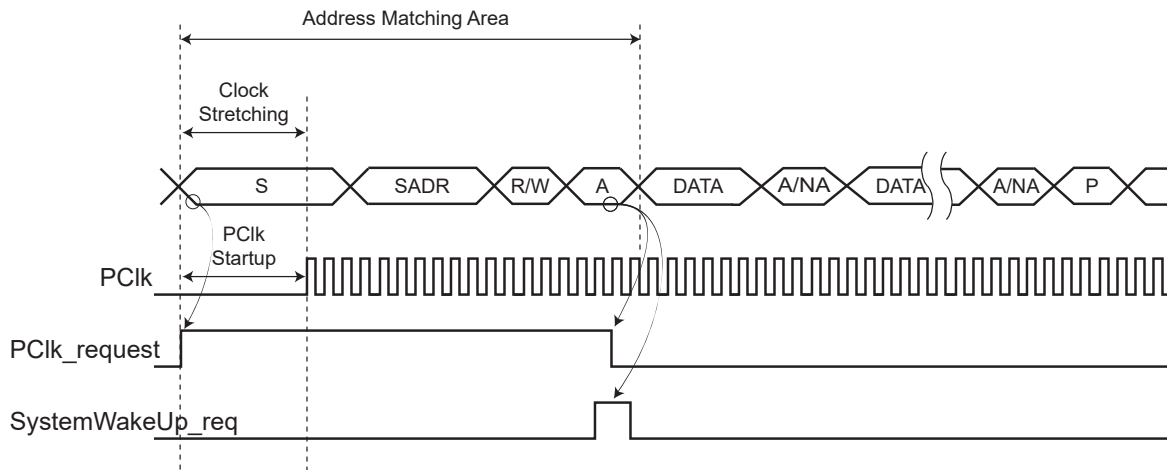 Address Matching Area
Clock
Stretching
S SADR R/W A DATA A/NA DATA A/NA P
PClk
Startup
PClk
PClk_request
SystemWakeUp_req